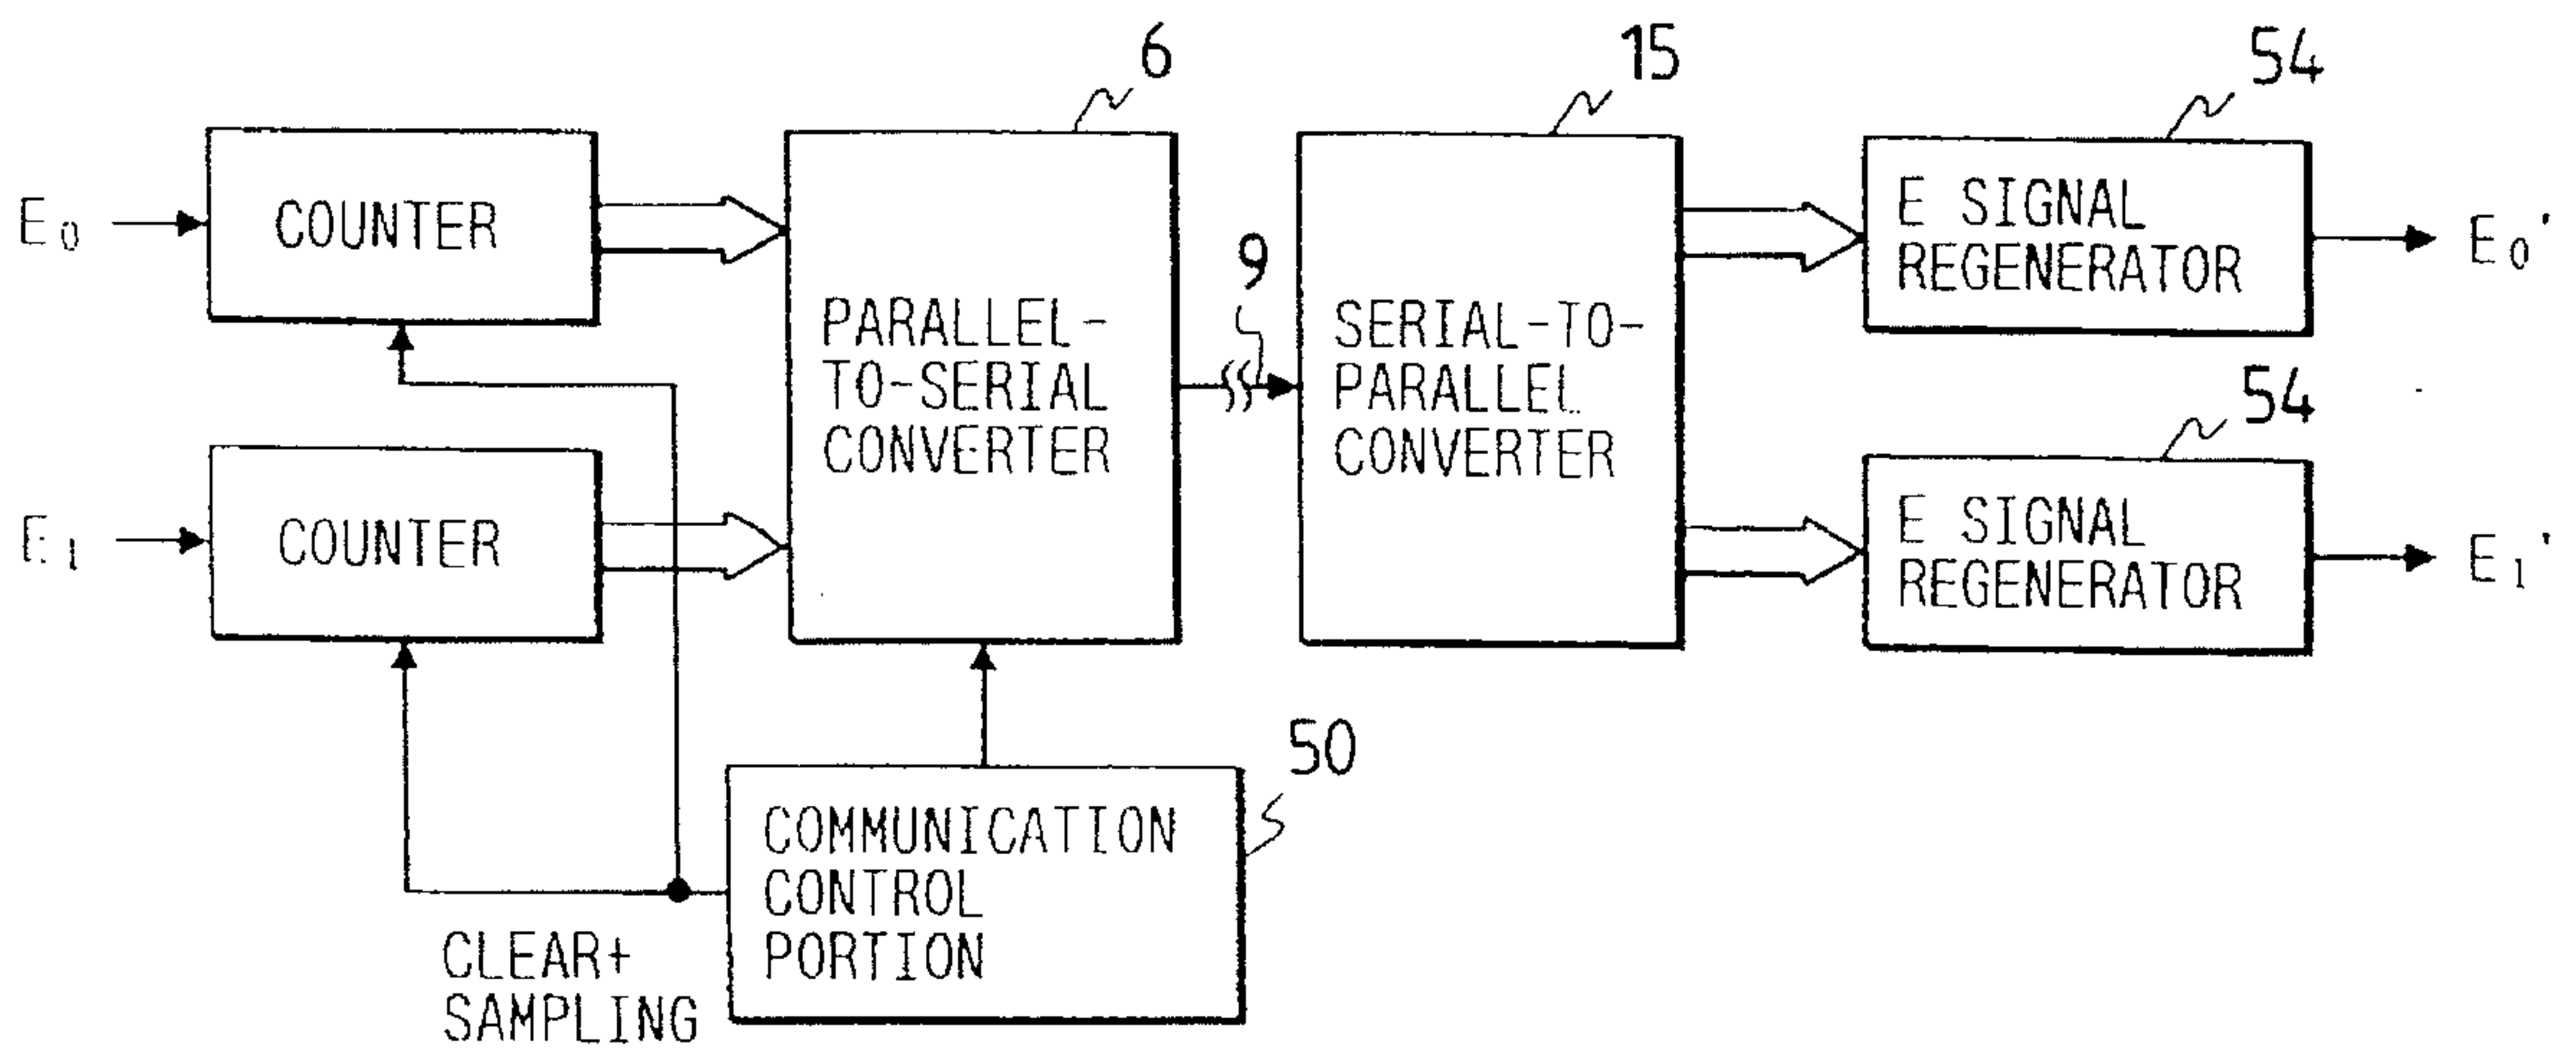 6
15
54
E0
COUNTER
PARALLEL-
TO-SERIAL
CONVERTER
9
SERIAL-TO-
PARALLEL
CONVERTER
E SIGNAL
REGENERATOR
E0'
54
E1
COUNTER
E SIGNAL
REGENERATOR
E1'
50
COMMUNICATION
CONTROL
PORTION
CLEAR+
SAMPLING